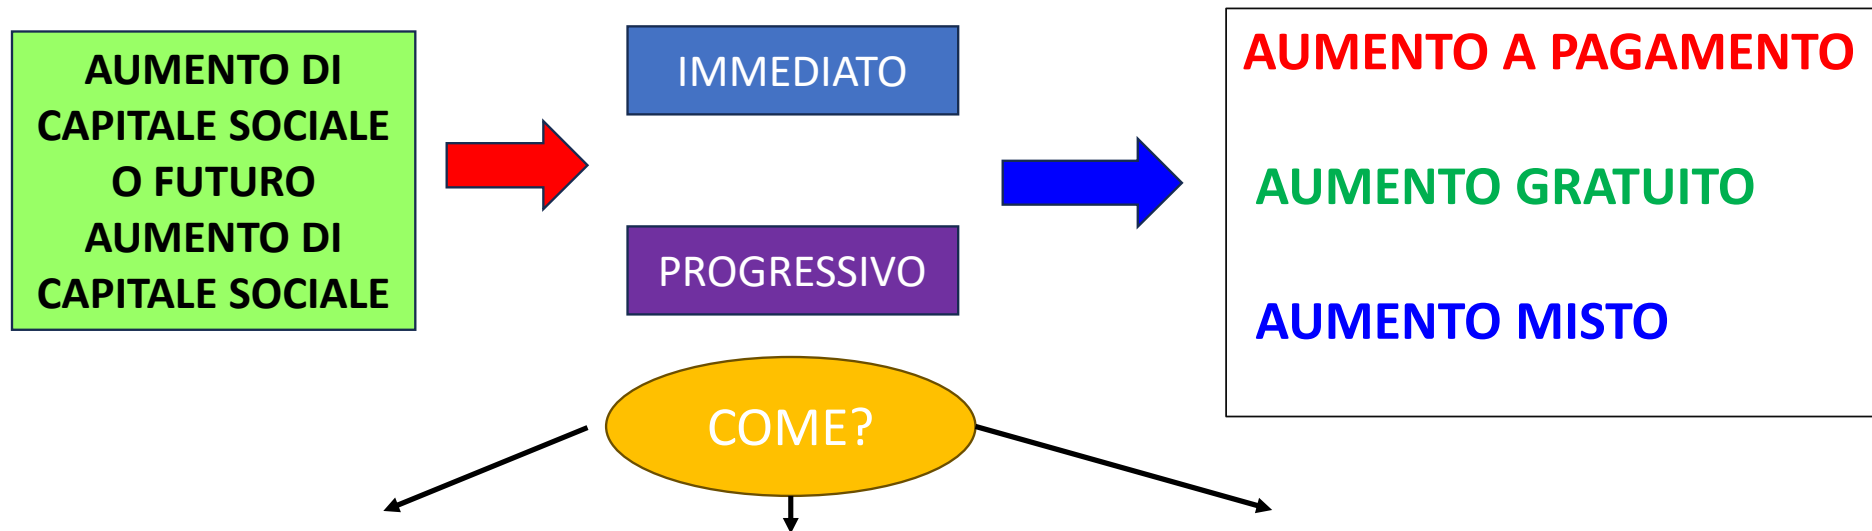 AUMENTO DI
CAPITALE SOCIALE
O FUTURO
AUMENTO DI
CAPITALE SOCIALE
IMMEDIATO
PROGRESSIVO
AUMENTO A PAGAMENTO
AUMENTO GRATUITO
AUMENTO MISTO
COME?